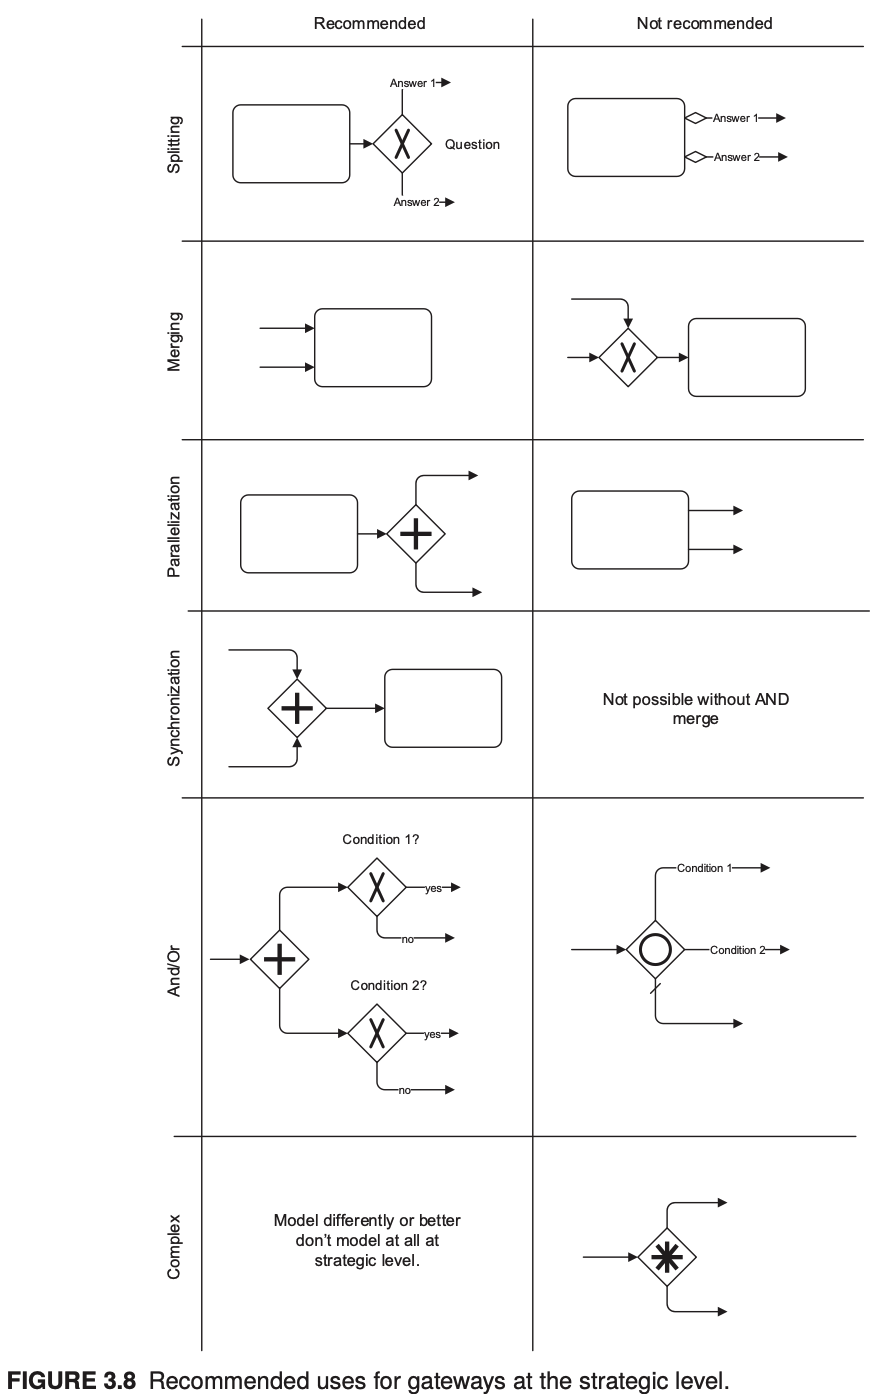 Recommended
Not recommended
Splitting
Answer 1
Question
Answer 2
Answer 1
Answer 2
Merging
Parallelization
Synchronization
Not possible without AND
merge
And/Or
Condition 1?
yes
no
Condition 2?
yes
no
Condition 1
Condition 2
Complex
Model differently or better
don't model at all at
strategic level.
FIGURE 3.8 Recommended uses for gateways at the strategic level.